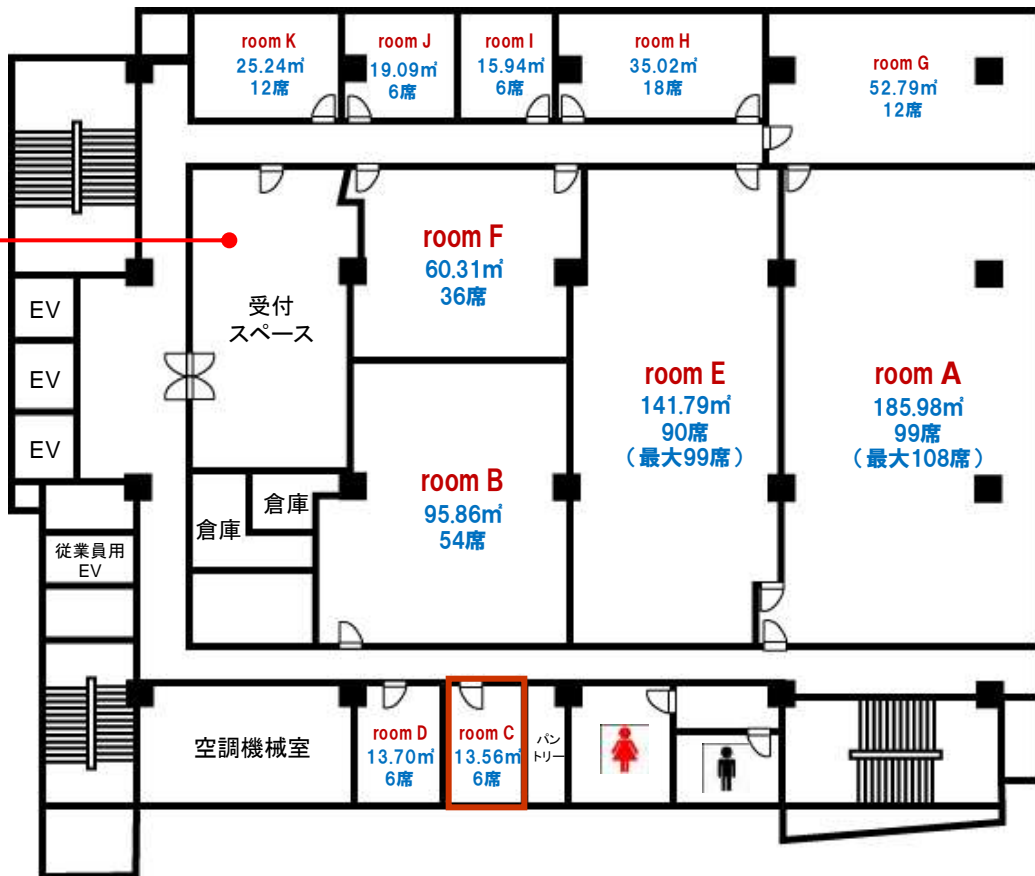 room K
25.24㎡
12席
room J
19.09㎡
6席
room I
15.94㎡
6席
room H
35.02㎡
18席
room G
52.79㎡
12席
受付
スペース
room F
60.31㎡
36席
room E
141.79㎡
90席
（最大99席）
room A
185.98㎡
99席
（最大108席）
EV
EV
EV
room B
95.86㎡
54席
倉庫
倉庫
従業員用
EV
空調機械室
room D
13.70㎡
6席
room C
13.56㎡
6席
パン
トリー